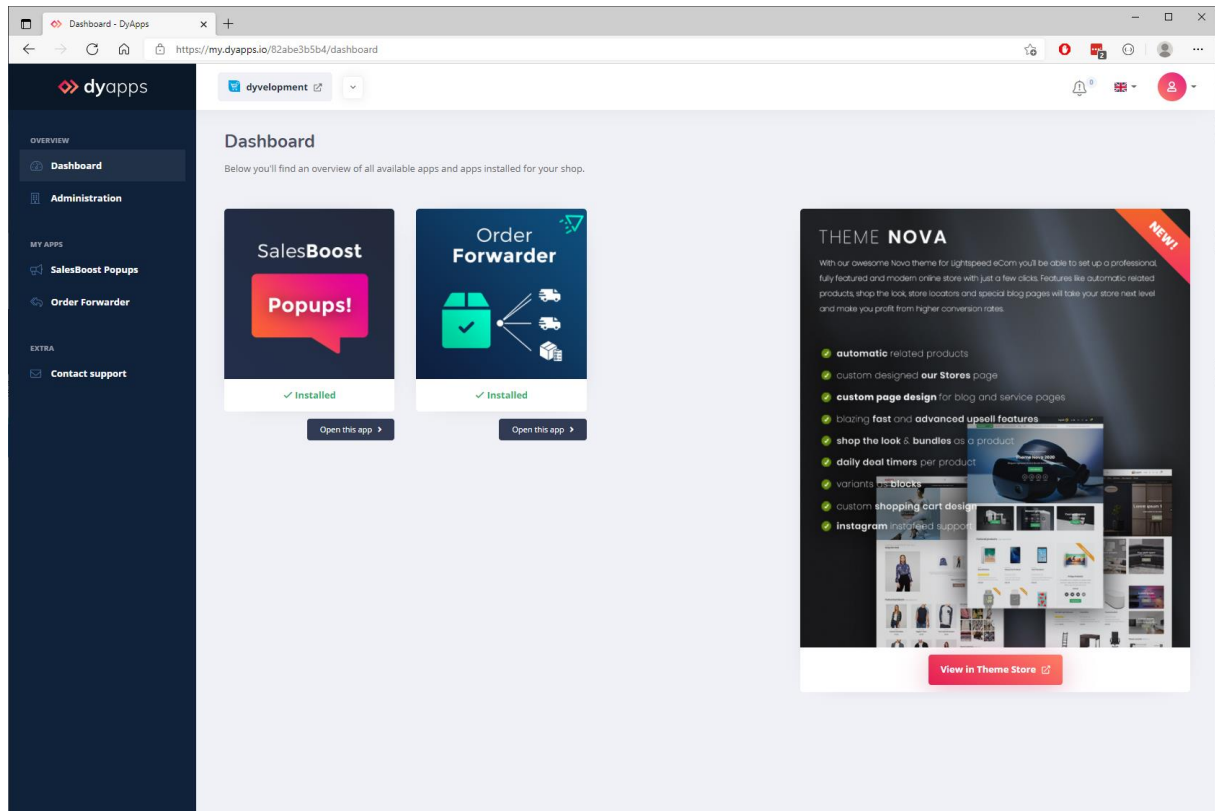 Dashboard - DyApps
https://my.dyapps.io/82abe3b5b4/dashboard
2
dyapps
dyvelopment
0
OVERVIEW
Dashboard
Administration
MY APPS
SalesBoost Popups
Order Forwarder
EXTRA
Contact support
Dashboard
Below you'll find an overview of all available apps and apps installed for your shop.
SalesBoost
Popups!
Installed
Open this app
Order
Forwarder
Installed
Open this app
THEME NOVA
NEW!
With our awesome Nova theme for Lightspeed eCom you'll be able to set up a professional,
fully featured and modern online store with just a few clicks. Features like automatic related
products, shop the look, store locators and special blog pages will take your store next level
and make you profit from higher conversion rates.
automatic related products
custom designed our Stores page
custom page design for blog and service pages
blazing fast and advanced upsell features
shop the look & bundles as a product
daily deal timers per product
variants as blocks
custom shopping cart design
instagram instafeed support
View in Theme Store